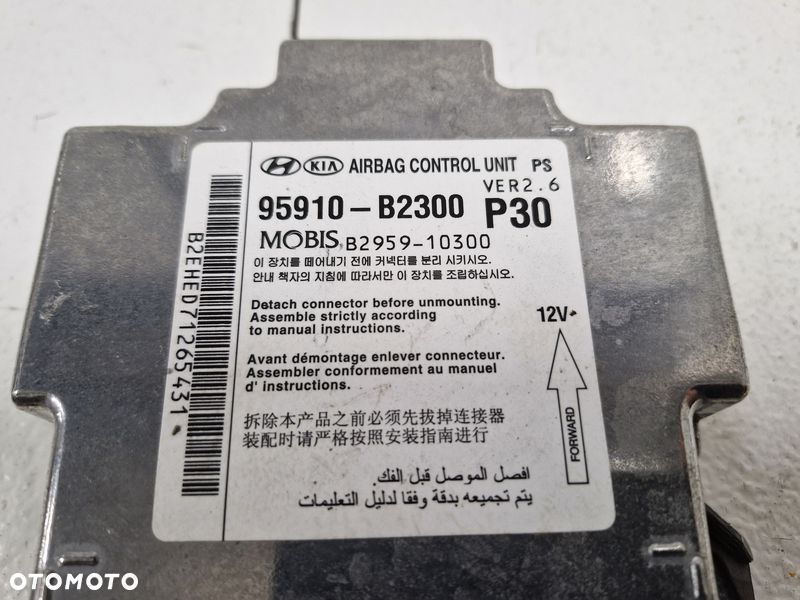 HYUNDAI KIA AIRBAG CONTROL UNIT PS
VER2.6
95910-B2300 P30
MOBIS B2959-10300
이 장치를 떼어내기 전에 커넥터를 분리 시키시오.
안내 책자의 지침에 따라서만 이 장치를 조립하십시오.
Detach connector before unmounting.
Assemble strictly according
to manual instructions.
12V
Avant démontage enlever connecteur.
Assembler conformement au manuel
d' instructions.
FORWARD
拆除本产品之前必须先拔掉连接器
装配时请严格按照安装指南进行
افصل الموصل قبل الفك.
يتم تجميعه بدقة وفقا لدليل التعليمات
B2EHED71265431
OTOMOTO